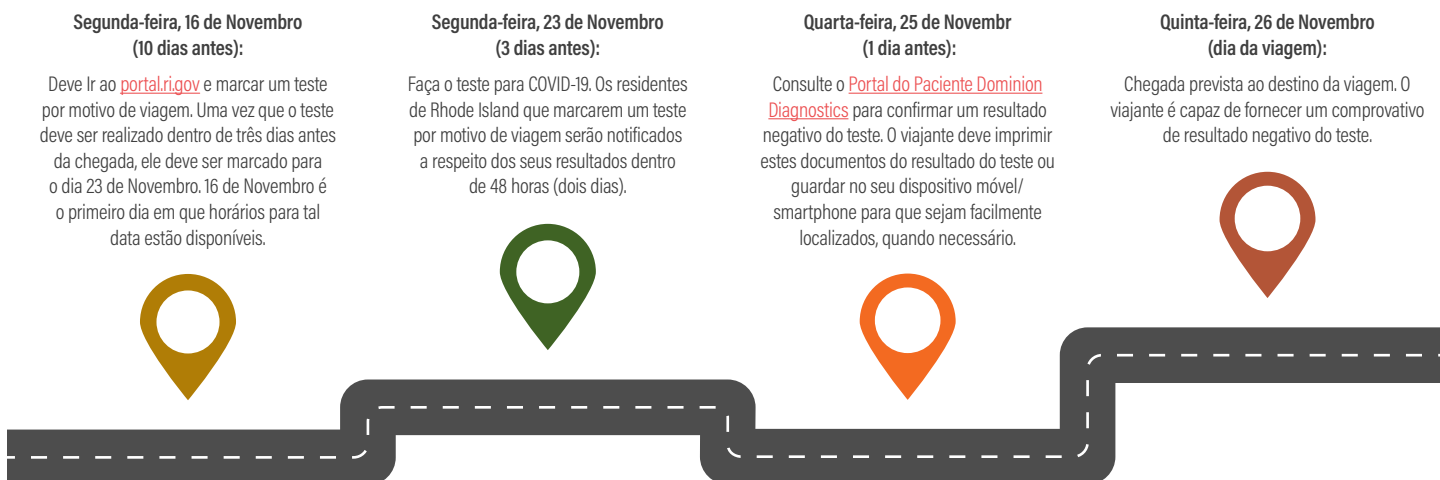 Segunda-feira, 16 de Novembro
(10 dias antes):
Deve Ir ao portal.ri.gov e marcar um teste
por motivo de viagem. Uma vez que o teste
deve ser realizado dentro de três dias antes
da chegada, ele deve ser marcado para
o dia 23 de Novembro. 16 de Novembro é
o primeiro dia em que horários para tal
data estão disponíveis.
Segunda-feira, 23 de Novembro
(3 dias antes):
Faça o teste para COVID-19. Os residentes
de Rhode Island que marcarem um teste
por motivo de viagem serão notificados
a respeito dos seus resultados dentro
de 48 horas (dois dias).
Quarta-feira, 25 de Novembr
(1 dia antes):
Consulte o Portal do Paciente Dominion
Diagnostics para confirmar um resultado
negativo do teste. O viajante deve imprimir
estes documentos do resultado do teste ou
guardar no seu dispositivo móvel/
smartphone para que sejam facilmente
localizados, quando necessário.
Quinta-feira, 26 de Novembro
(dia da viagem):
Chegada prevista ao destino da viagem. O
viajante é capaz de fornecer um comprovativo
de resultado negativo do teste.